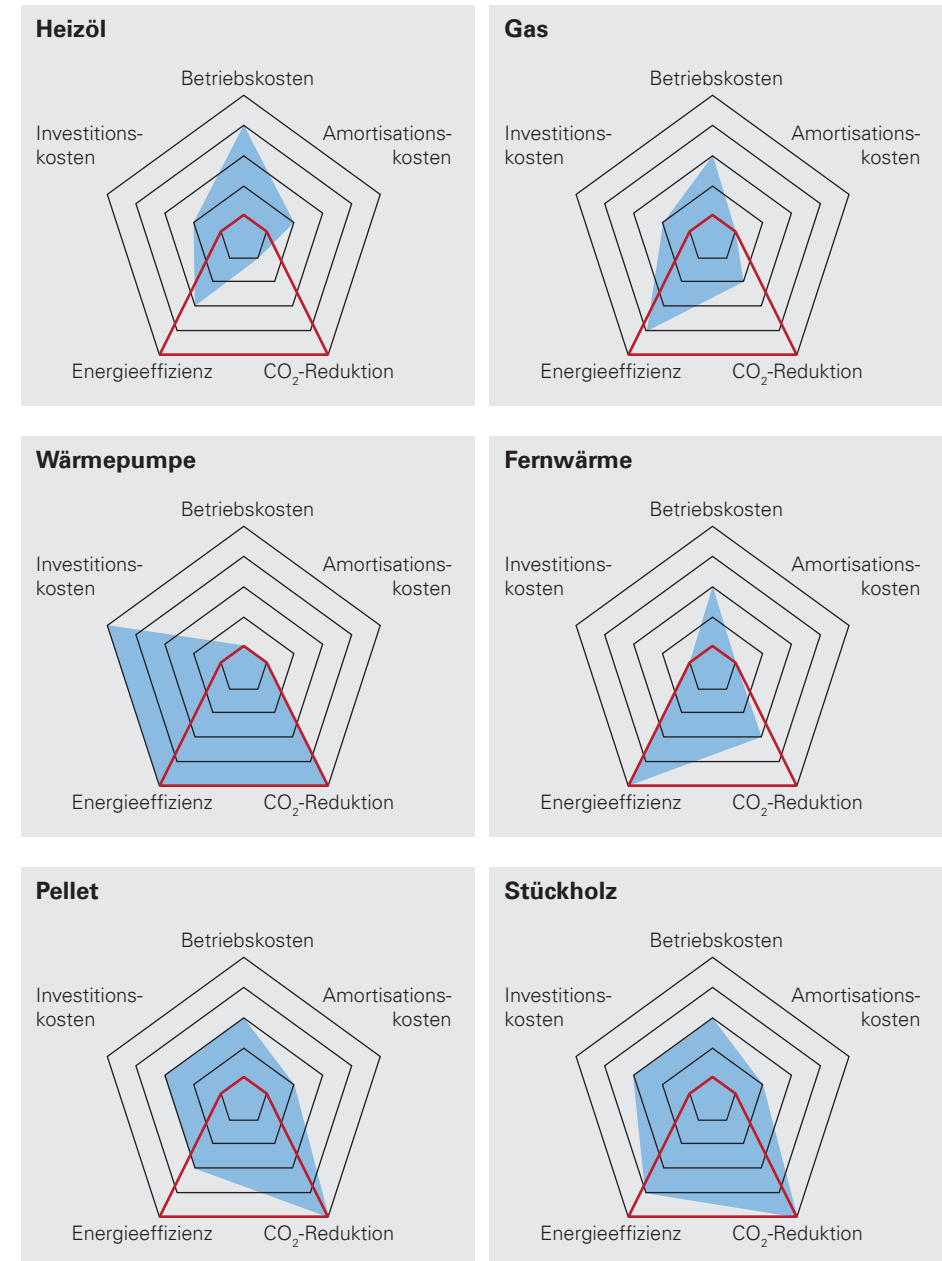 Heizöl
Betriebskosten
Investitions-
kosten
Amortisations-
kosten
Energieeffizienz
CO₂-Reduktion
Gas
Betriebskosten
Investitions-
kosten
Amortisations-
kosten
Energieeffizienz
CO₂-Reduktion
Wärmepumpe
Betriebskosten
Investitions-
kosten
Amortisations-
kosten
Energieeffizienz
CO₂-Reduktion
Fernwärme
Betriebskosten
Investitions-
kosten
Amortisations-
kosten
Energieeffizienz
CO₂-Reduktion
Pellet
Betriebskosten
Investitions-
kosten
Amortisations-
kosten
Energieeffizienz
CO₂-Reduktion
Stückholz
Betriebskosten
Investitions-
kosten
Amortisations-
kosten
Energieeffizienz
CO₂-Reduktion